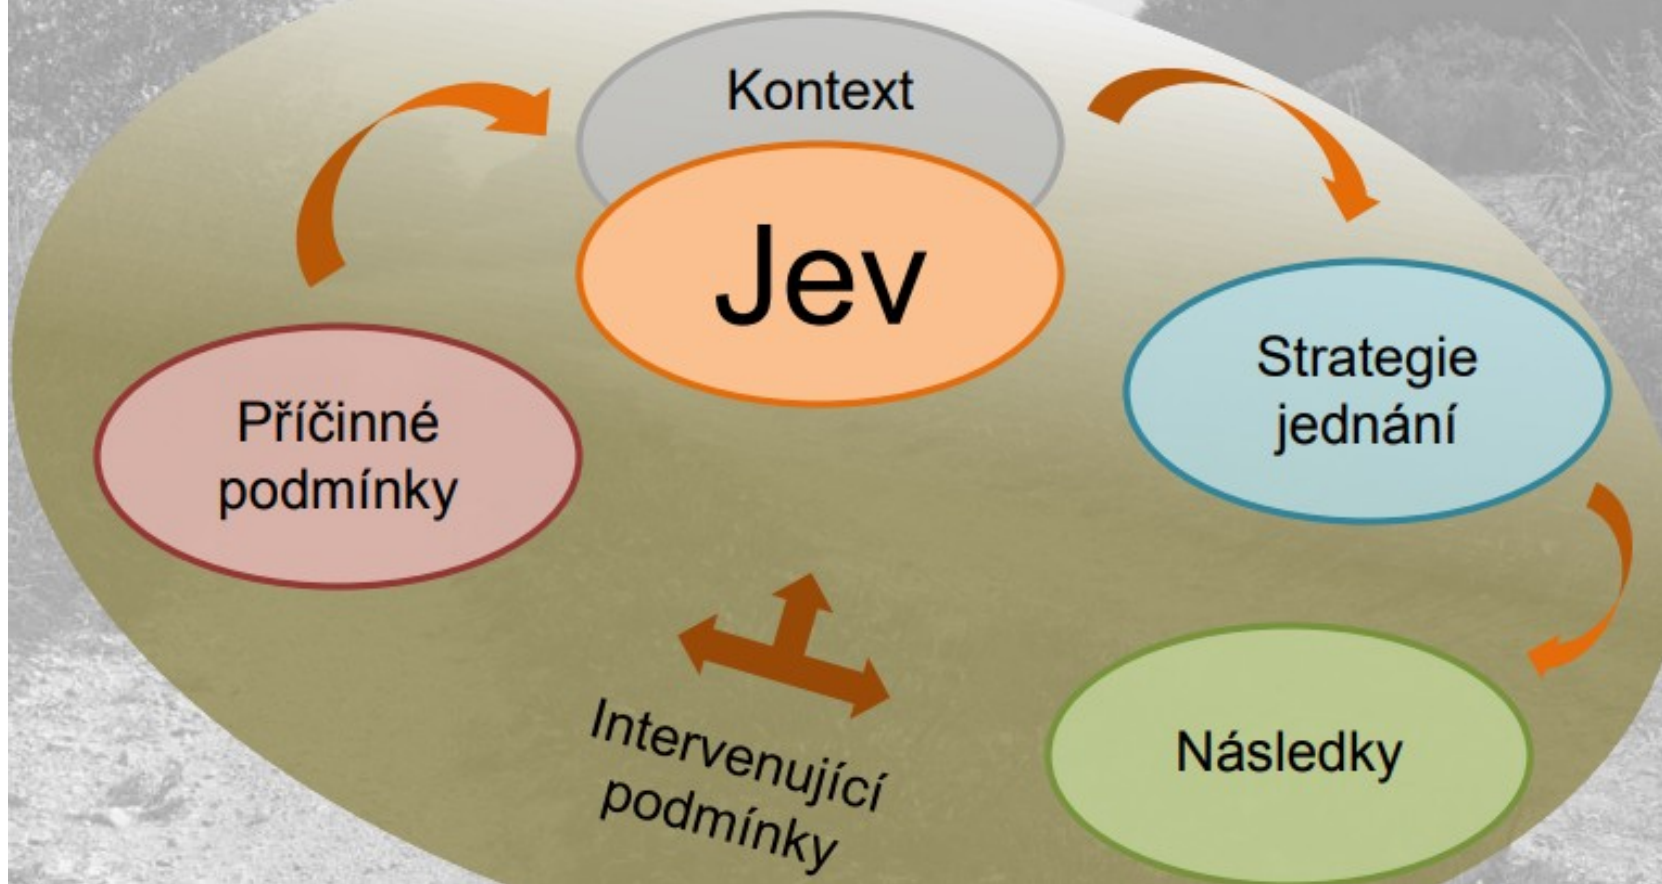 Kontext
Jev
Příčinné
podmínky
Strategie
jednání
Intervenující
podmínky
Následky